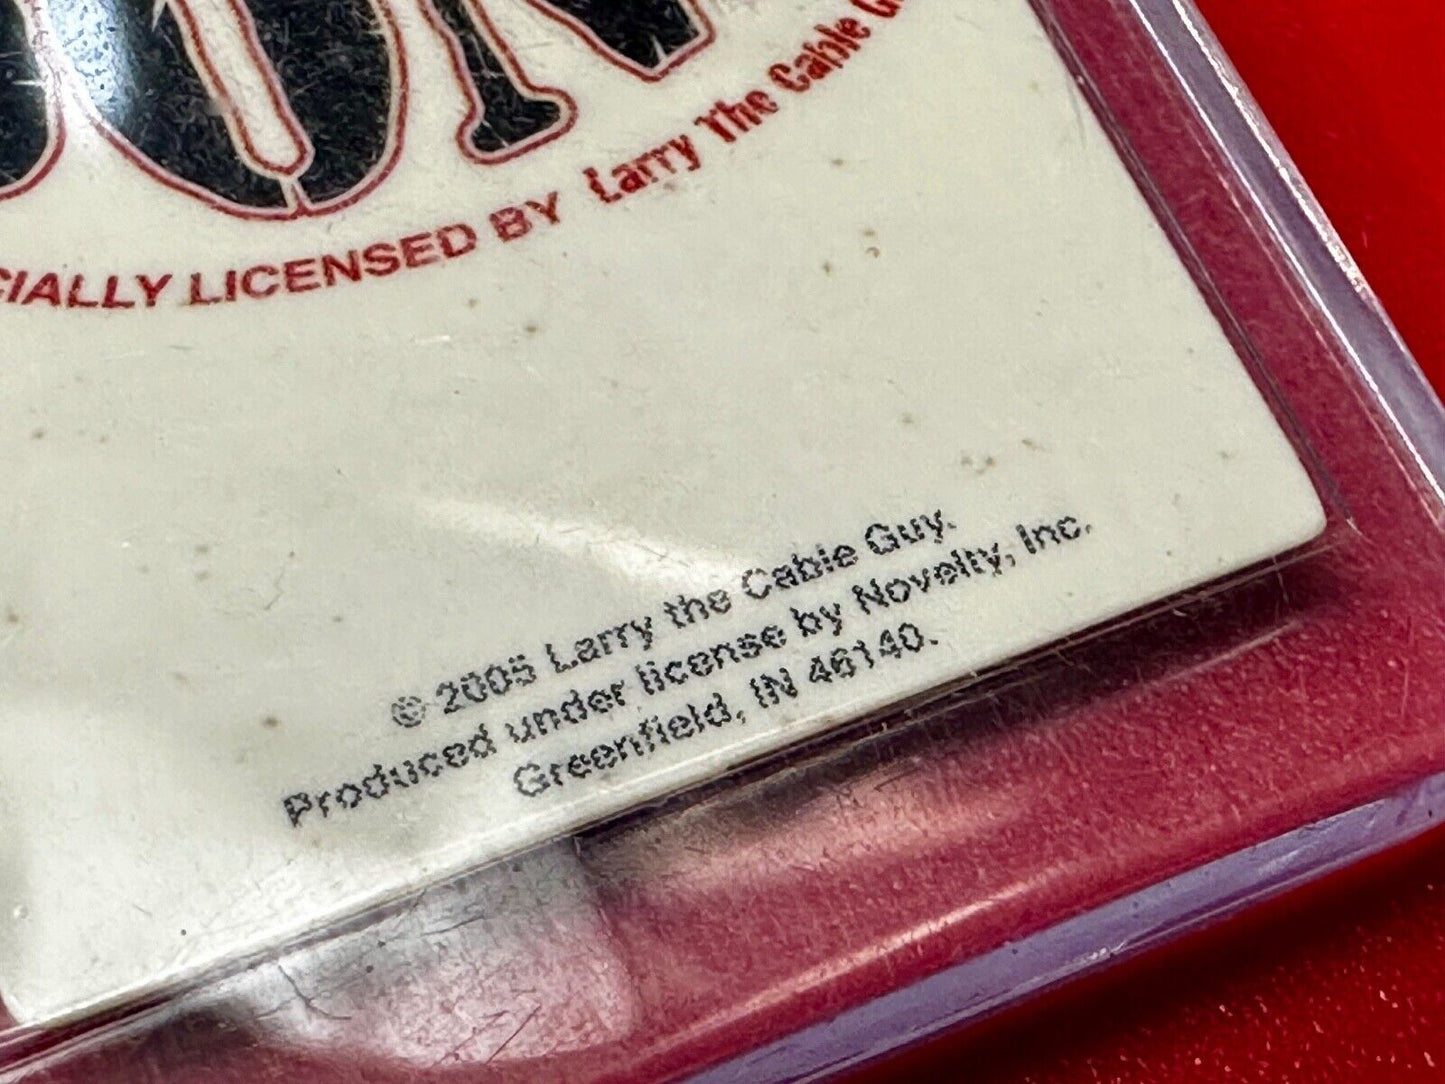 CIALLY LICENSED BY Larry The Cable
© 2005 Larry the Cable Guy.
Produced under license by Novelty, Inc.
Greenfield, IN 46140.